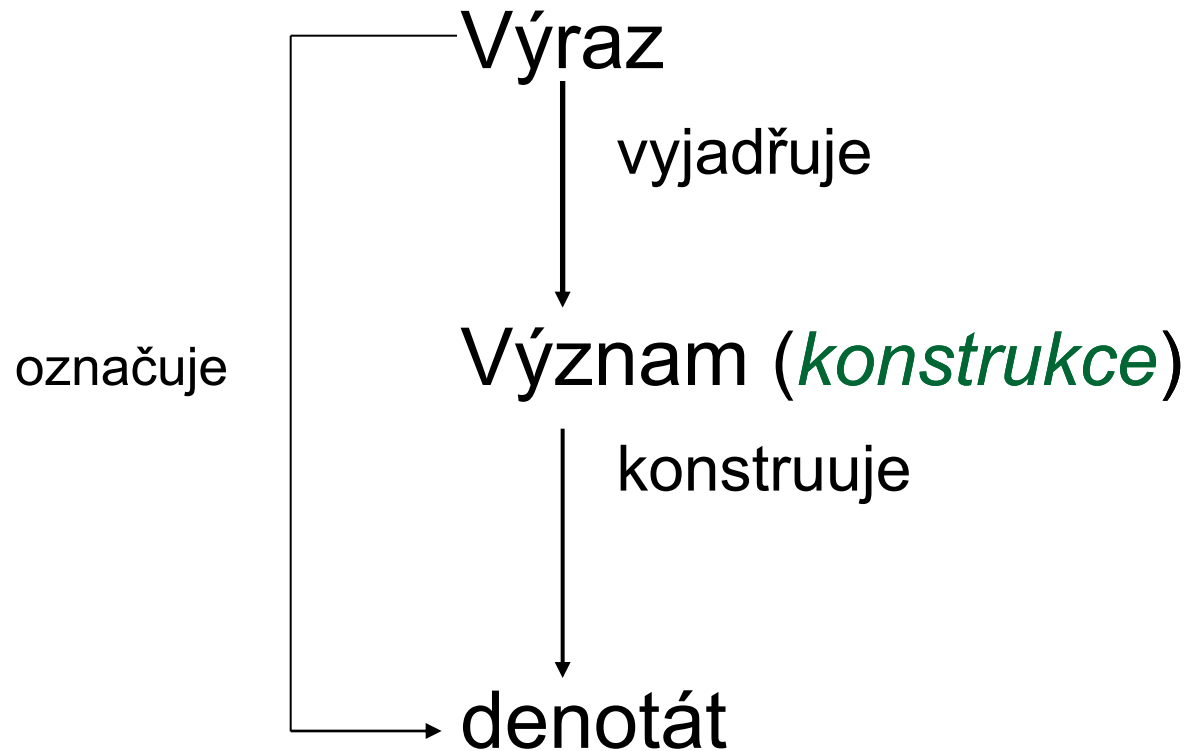 Výraz
vyjadřuje
označuje
Význam (konstrukce)
konstruuje
denotát